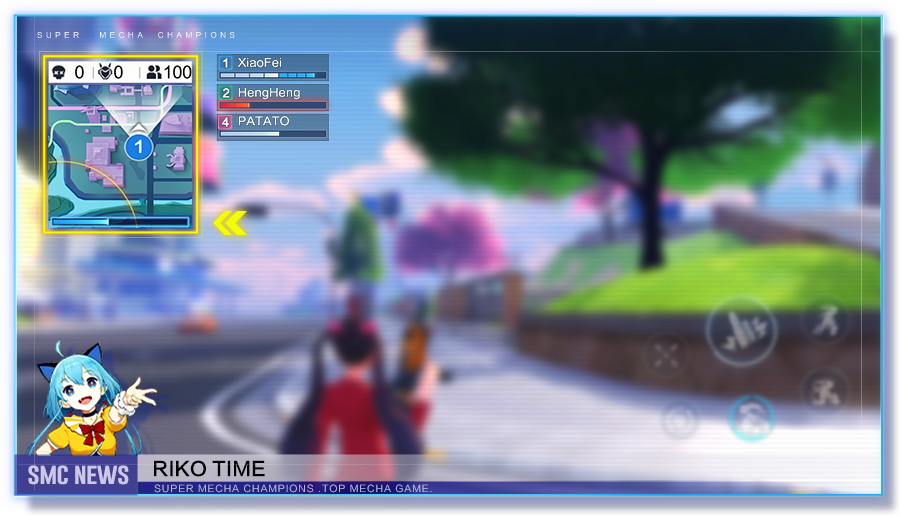 SUPER MECHA CHAMPIONS
0 0 100
1
1 XiaoFei
2 HengHeng
4 PATATO
SMC NEWS
RIKO TIME
SUPER MECHA CHAMPIONS .TOP MECHA GAME.